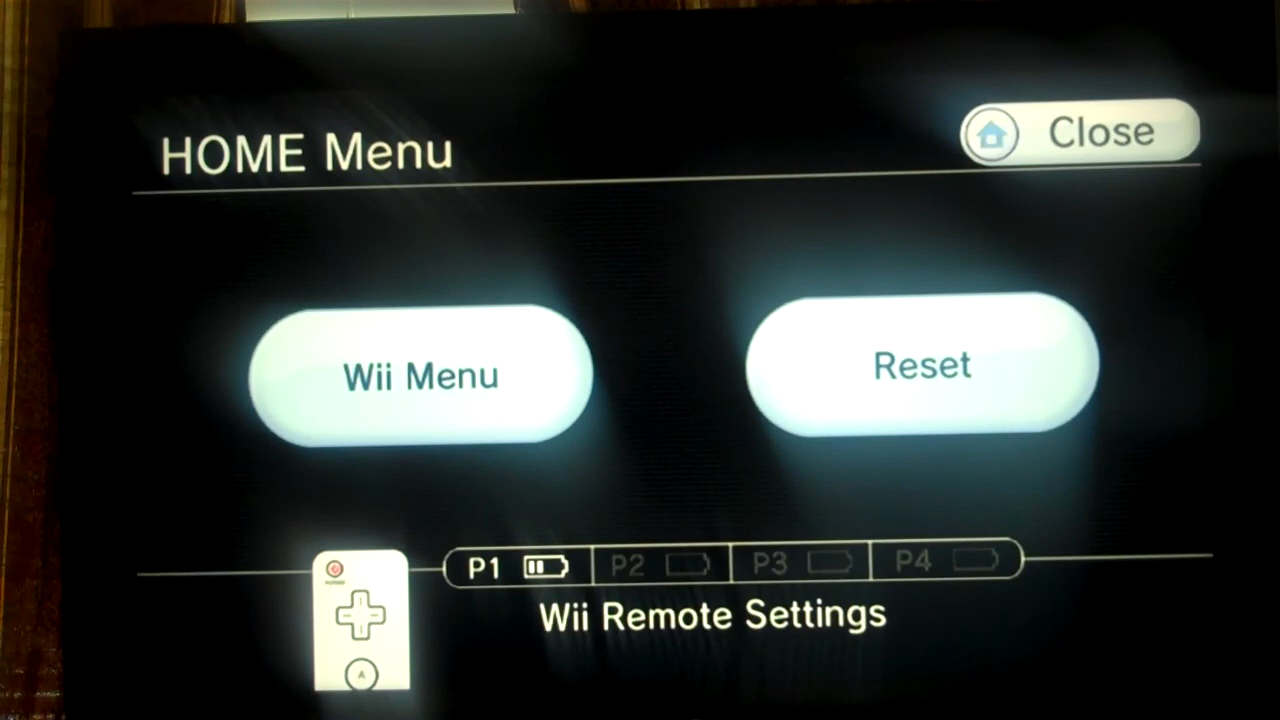 HOME Menu
Close
Wii Menu
Reset
P1 P2 P3 P4
Wii Remote Settings
A